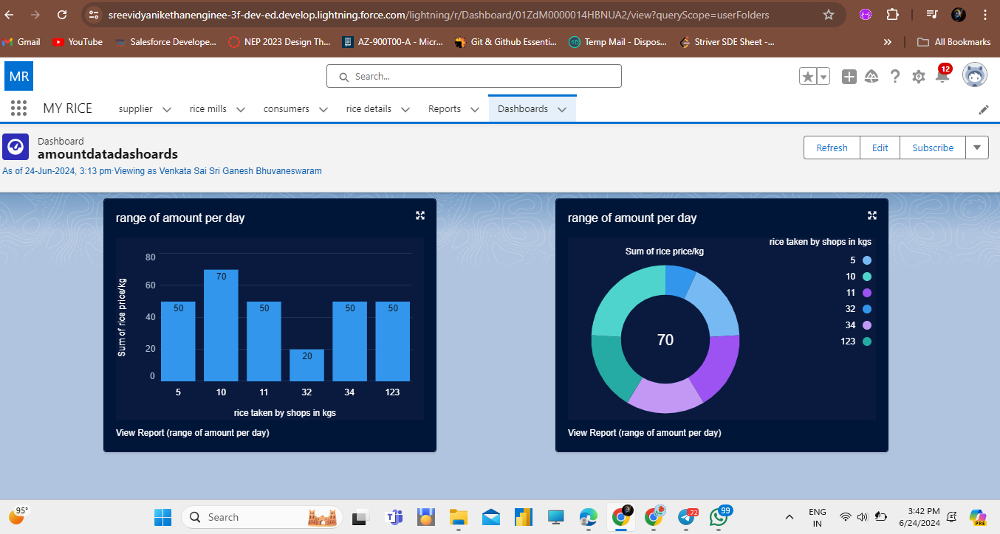 sreevidyanikethanenginee-3f-dev-ed.develop.lightning.force.com/lightning/r/Dashboard/01ZdM0000014HBNUA2/view?queryScope=userFolders
Gmail YouTube Salesforce Develope... NEP 2023 Design Th... AZ-900T00-A - Micr... Git & Github Essenti... Temp Mail - Dispos... Striver SDE Sheet -... » All Bookmarks
MR Search... 12
MY RICE supplier rice mills consumers rice details Reports Dashboards
Dashboard
amountdatadashoards
Refresh Edit Subscribe
As of 24-Jun-2024, 3:13 pm·Viewing as Venkata Sai Sri Ganesh Bhuvaneswaram
range of amount per day
Sum of rice price/kg
80
60
40
20
0
50 70 50 20 50 50
5 10 11 32 34 123
rice taken by shops in kgs
View Report (range of amount per day)
range of amount per day
rice taken by shops in kgs
Sum of rice price/kg
5
10
11
32
34
123
70
View Report (range of amount per day)
95° Search 72 99 ENG IN 3:42 PM 6/24/2024 PRE